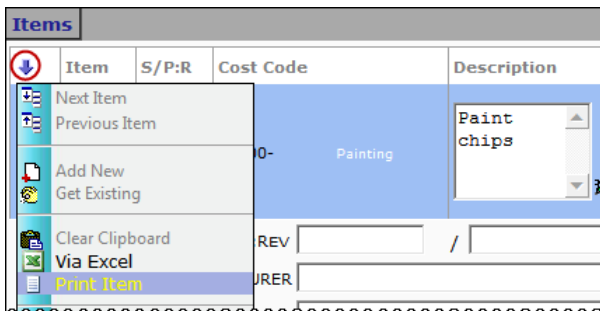 Items
Item S/P:R Cost Code Description
Next Item
Previous Item
00- Painting
Paint
chips
Add New
Get Existing
Clear Clipboard
:REV /
Via Excel
URER
Print Item